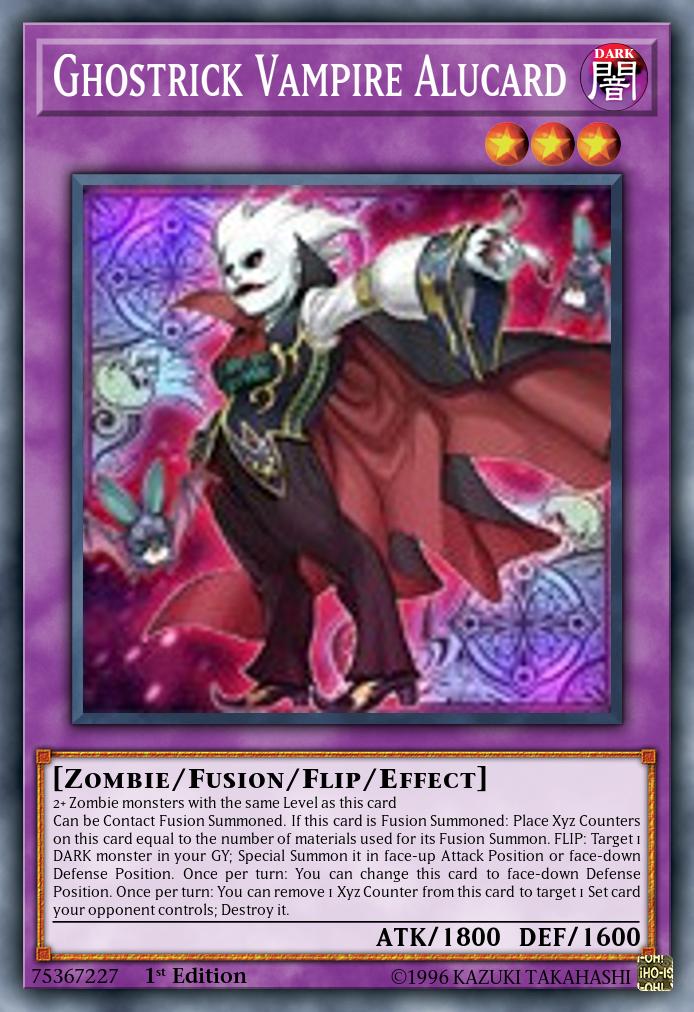 Ghostrick Vampire Alucard
DARK
闇
[Zombie/Fusion/Flip/Effect]
2+ Zombie monsters with the same Level as this card
Can be Contact Fusion Summoned. If this card is Fusion Summoned: Place Xyz Counters
on this card equal to the number of materials used for its Fusion Summon. FLIP: Target 1
DARK monster in your GY; Special Summon it in face-up Attack Position or face-down
Defense Position. Once per turn: You can change this card to face-down Defense
Position. Once per turn: You can remove 1 Xyz Counter from this card to target 1 Set card
your opponent controls; Destroy it.
ATK/1800 DEF/1600
75367227 1st Edition ©1996 KAZUKI TAKAHASHI